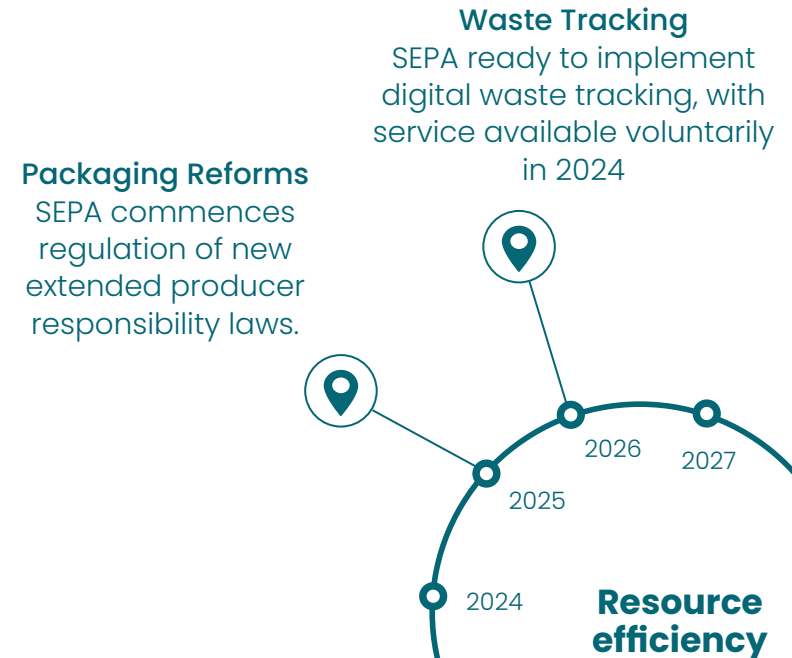 Waste Tracking
SEPA ready to implement
digital waste tracking, with
service available voluntarily
in 2024
Packaging Reforms
SEPA commences
regulation of new
extended producer
responsibility laws.
2026
2027
2025
2024
Resource
efficiency